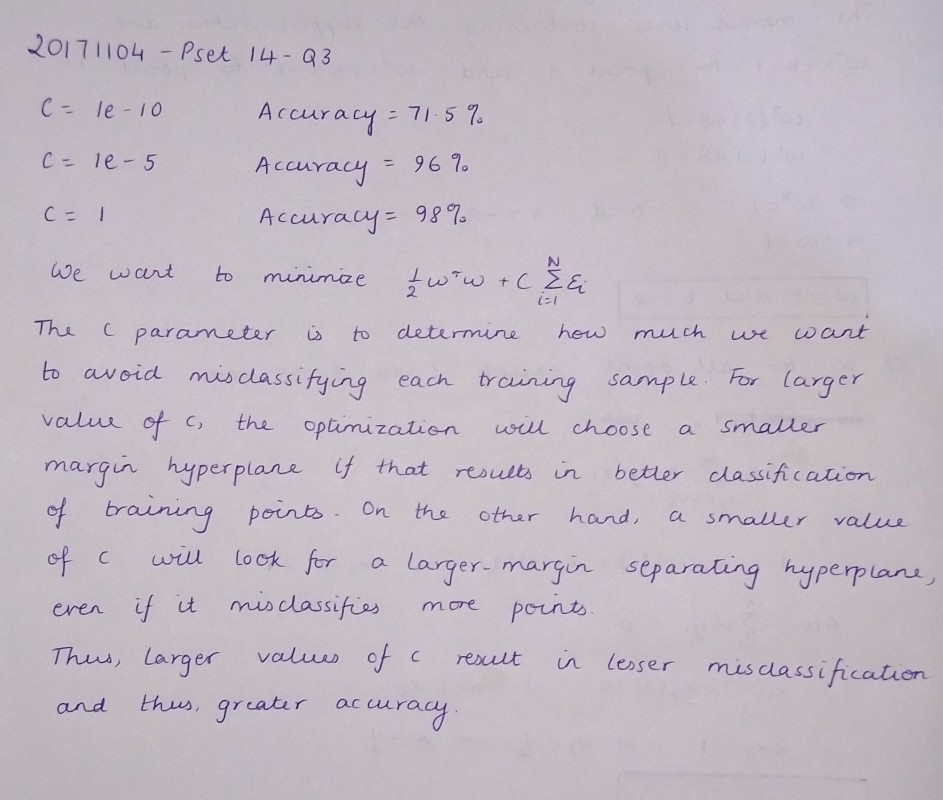 20171104 - Pset 14 - Q3
C = 1e-10 Accuracy = 71.5%
C = 1e-5 Accuracy = 96%
C = 1 Accuracy = 98%
We want to minimize 1/2 wᵀw + C Σ_{i=1}^{N} Ɛi
The C parameter is to determine how much we want
to avoid misclassifying each training sample. For larger
value of C, the optimization will choose a smaller
margin hyperplane if that results in better classification
of training points. On the other hand, a smaller value
of C will look for a larger-margin separating hyperplane,
even if it misclassifies more points.
Thus, larger values of C result in lesser misclassification
and thus, greater accuracy.